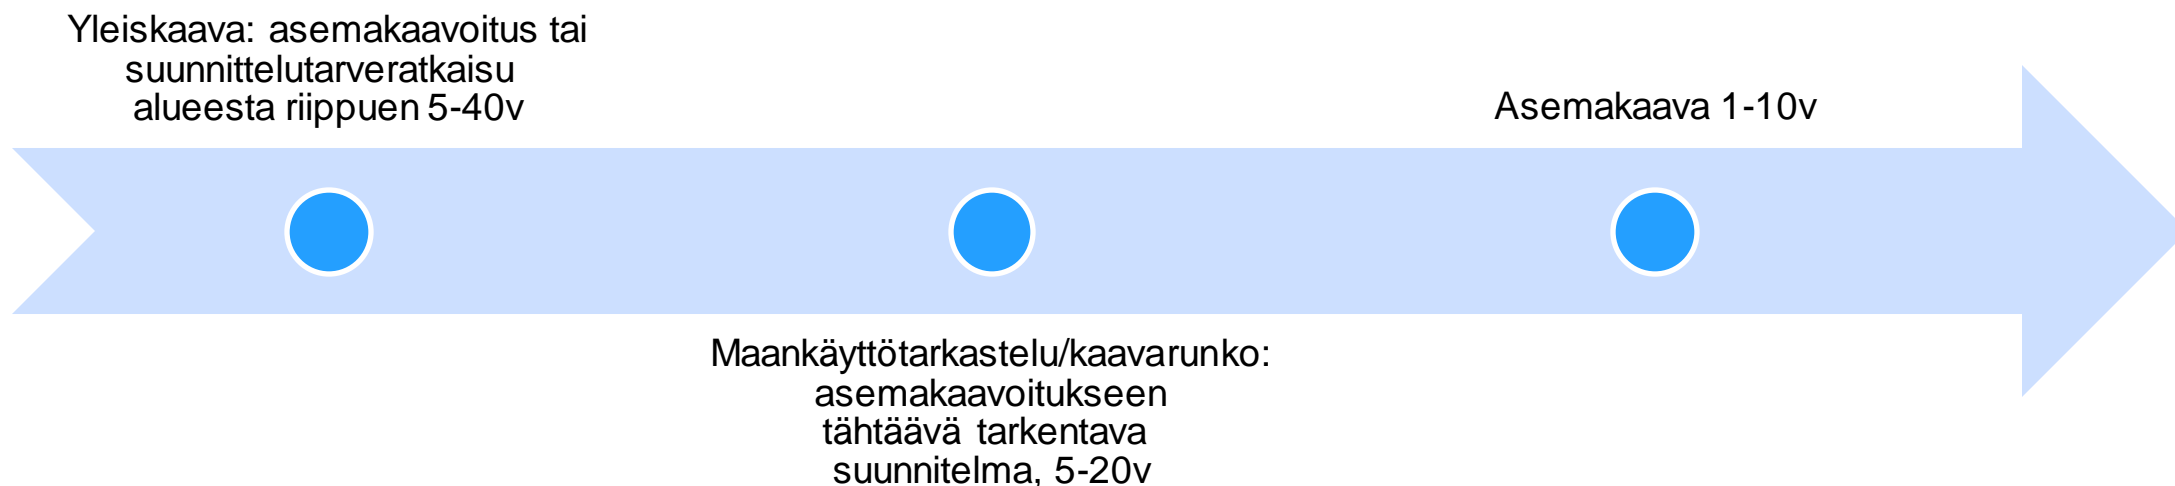 Yleiskaava: asemakaavoitus tai
suunnittelutarveratkaisu
alueesta riippuen 5-40v
Maankäyttötarkastelu/kaavarunko:
asemakaavoitukseen
tähtäävä tarkentava
suunnitelma, 5-20v
Asemakaava 1-10v